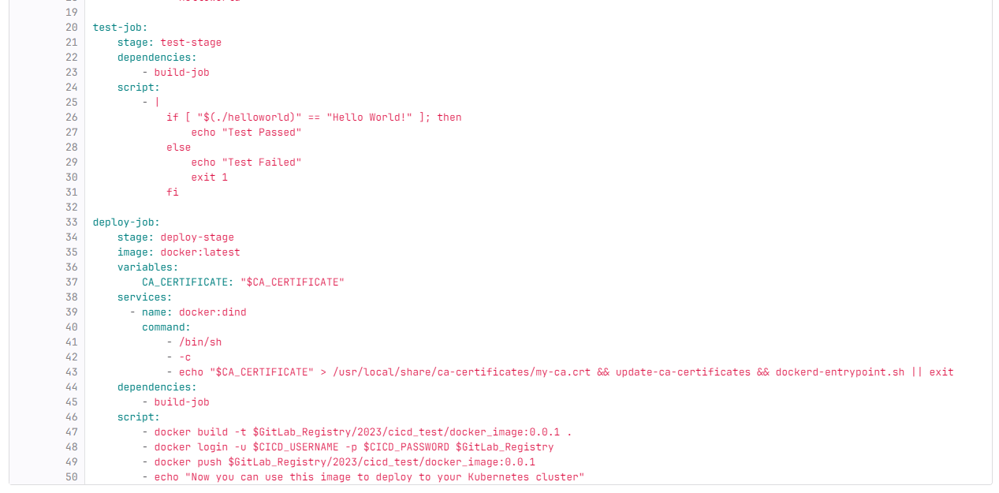 19
20 test-job:
21     stage: test-stage
22     dependencies:
23         - build-job
24     script:
25         - |
26             if [ "$(./helloworld)" == "Hello World!" ]; then
27                 echo "Test Passed"
28             else
29                 echo "Test Failed"
30                 exit 1
31             fi
32
33 deploy-job:
34     stage: deploy-stage
35     image: docker:latest
36     variables:
37         CA_CERTIFICATE: "$CA_CERTIFICATE"
38     services:
39       - name: docker:dind
40         command:
41             - /bin/sh
42             - -c
43             - echo "$CA_CERTIFICATE" > /usr/local/share/ca-certificates/my-ca.crt && update-ca-certificates && dockerd-entrypoint.sh || exit
44     dependencies:
45         - build-job
46     script:
47         - docker build -t $GitLab_Registry/2023/cicd_test/docker_image:0.0.1 .
48         - docker login -u $CICD_USERNAME -p $CICD_PASSWORD $GitLab_Registry
49         - docker push $GitLab_Registry/2023/cicd_test/docker_image:0.0.1
50         - echo "Now you can use this image to deploy to your Kubernetes cluster"